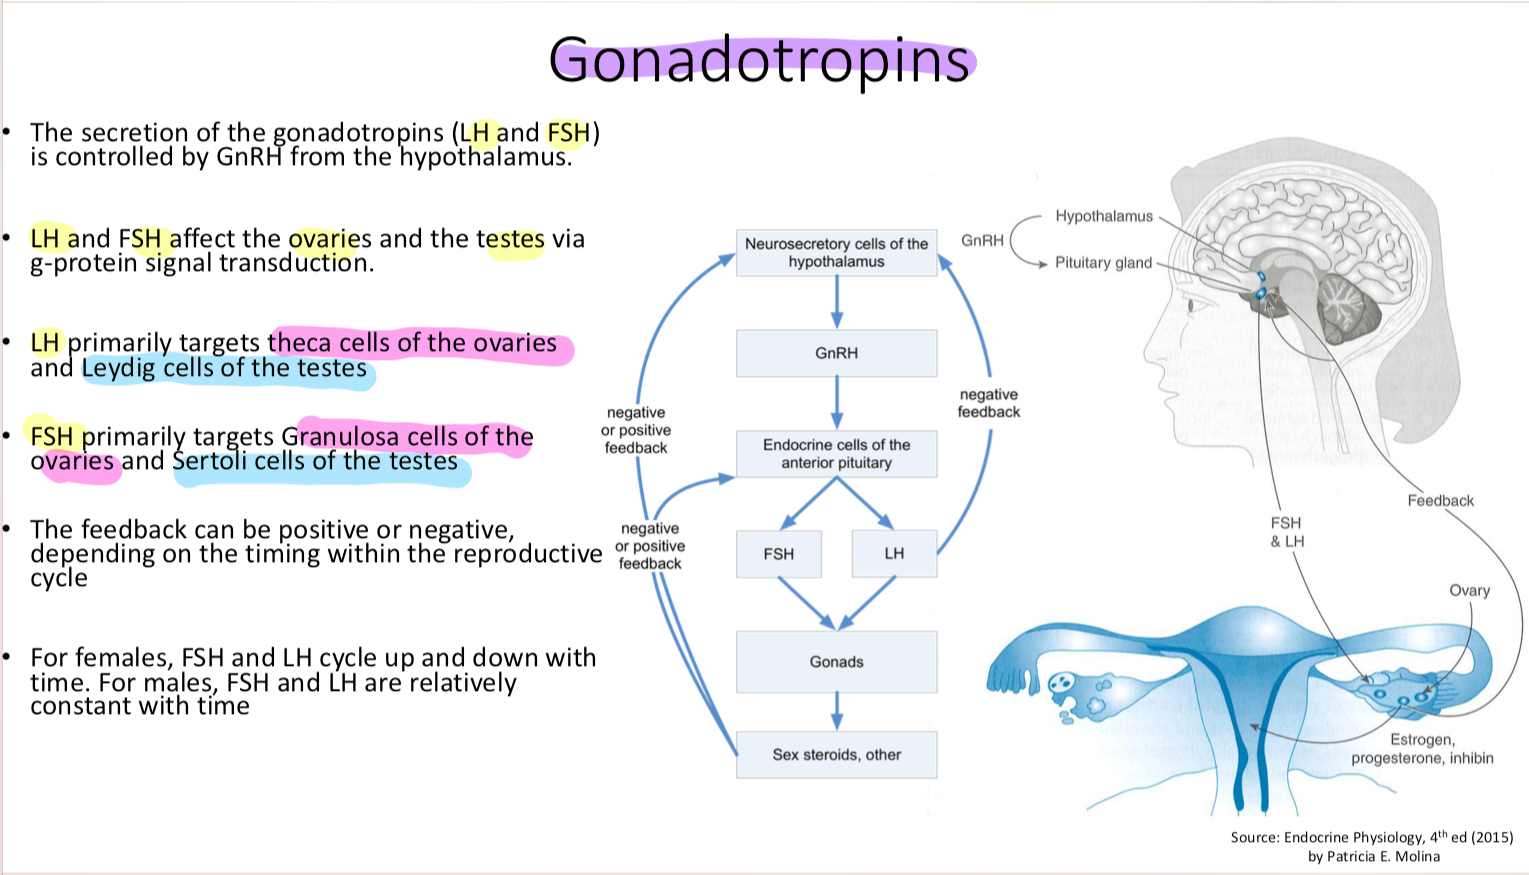 Gonadotropins
• The secretion of the gonadotropins (LH and FSH)
is controlled by GnRH from the hypothalamus.
• LH and FSH affect the ovaries and the testes via
g-protein signal transduction.
• LH primarily targets theca cells of the ovaries
and Leydig cells of the testes
• FSH primarily targets Granulosa cells of the
ovaries and Sertoli cells of the testes
• The feedback can be positive or negative,
depending on the timing within the reproductive
cycle
• For females, FSH and LH cycle up and down with
time. For males, FSH and LH are relatively
constant with time
Neurosecretory cells of the
hypothalamus
GnRH
Endocrine cells of the
anterior pituitary
FSH
LH
Gonads
Sex steroids, other
negative
or positive
feedback
negative
or positive
feedback
negative
feedback
Hypothalamus
GnRH
Pituitary gland
FSH
& LH
Feedback
Ovary
Estrogen,
progesterone, inhibin
Source: Endocrine Physiology, 4th ed (2015)
by Patricia E. Molina